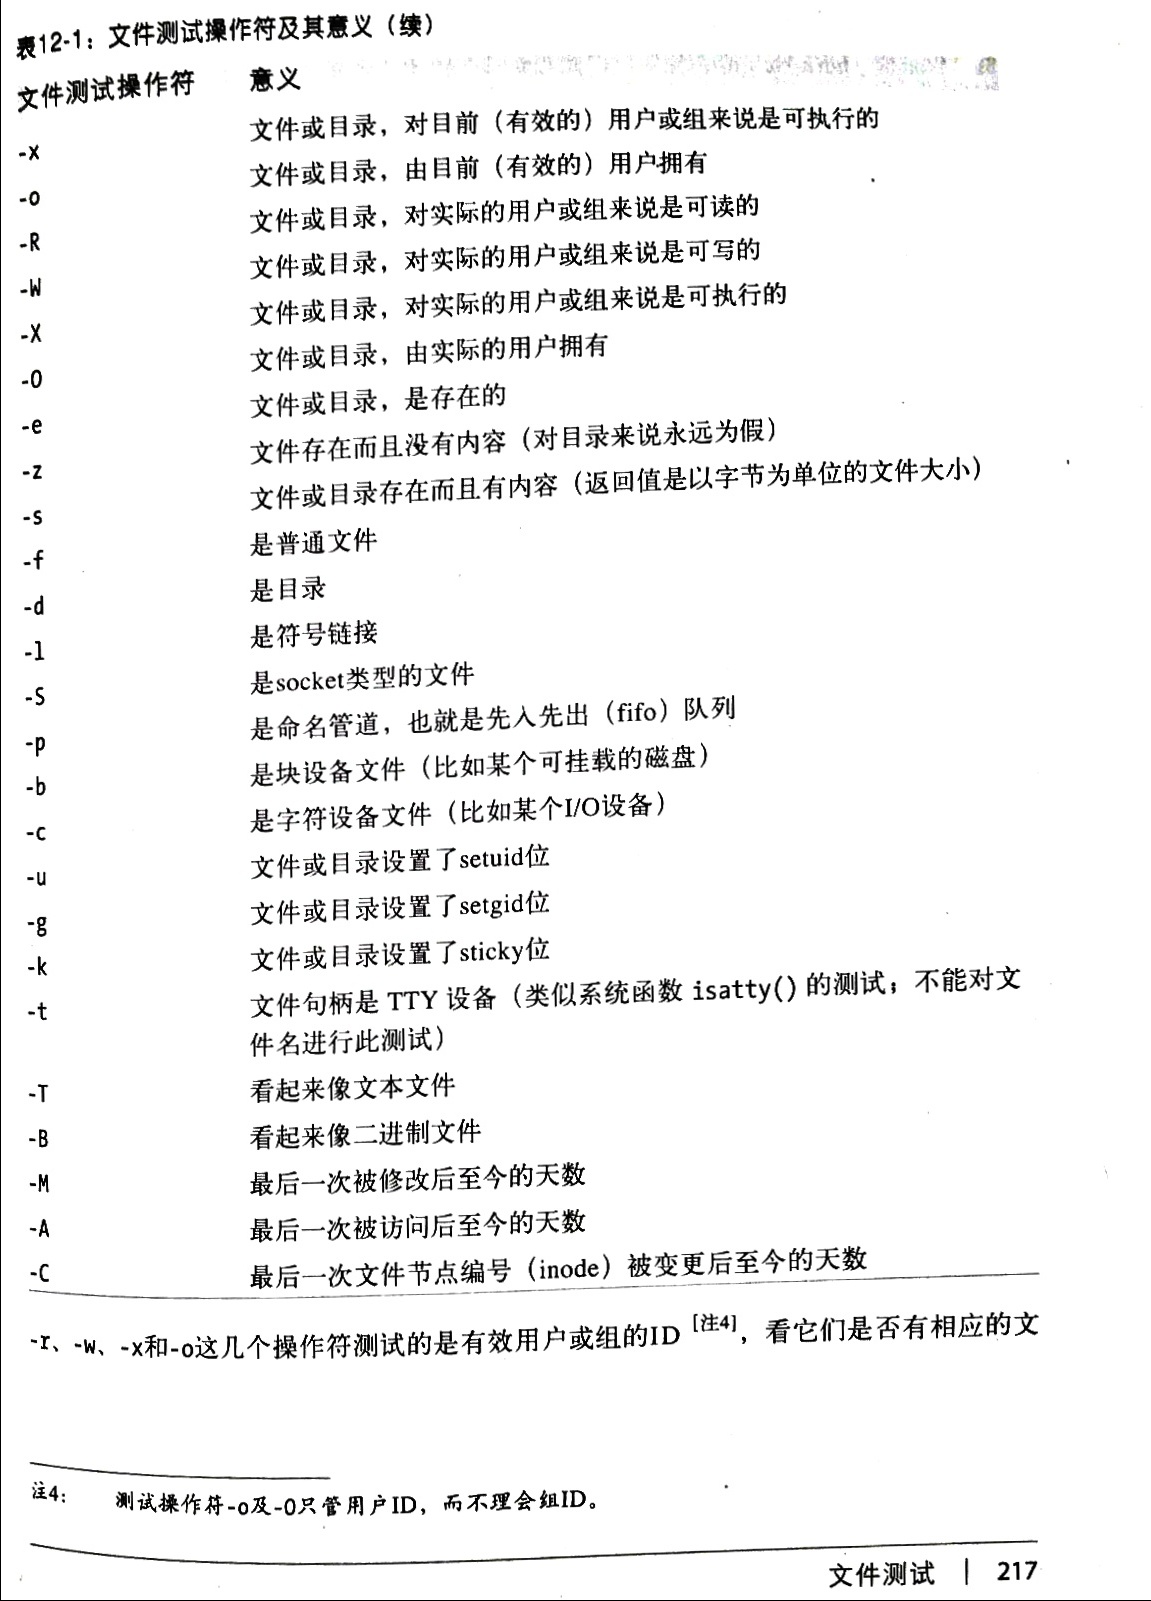 表12-1：文件测试操作符及其意义（续）
文件测试操作符 意义
-x 文件或目录，对目前（有效的）用户或组来说是可执行的
-o 文件或目录，由目前（有效的）用户拥有
-R 文件或目录，对实际的用户或组来说是可读的
-W 文件或目录，对实际的用户或组来说是可写的
-X 文件或目录，对实际的用户或组来说是可执行的
-O 文件或目录，由实际的用户拥有
-e 文件或目录，是存在的
-z 文件存在而且没有内容（对目录来说永远为假）
-s 文件或目录存在而且有内容（返回值是以字节为单位的文件大小）
-f 是普通文件
-d 是目录
-l 是符号链接
-S 是socket类型的文件
-p 是命名管道，也就是先入先出（fifo）队列
-b 是块设备文件（比如某个可挂载的磁盘）
-c 是字符设备文件（比如某个I/O设备）
-u 文件或目录设置了setuid位
-g 文件或目录设置了setgid位
-k 文件或目录设置了sticky位
-t 文件句柄是 TTY 设备（类似系统函数 isatty() 的测试；不能对文
件名进行此测试）
-T 看起来像文本文件
-B 看起来像二进制文件
-M 最后一次被修改后至今的天数
-A 最后一次被访问后至今的天数
-C 最后一次文件节点编号（inode）被变更后至今的天数
-r、-w、-x和-o这几个操作符测试的是有效用户或组的ID [注4]，看它们是否有相应的文
注4： 测试操作符-o及-O只管用户ID，而不理会组ID。
文件测试 | 217